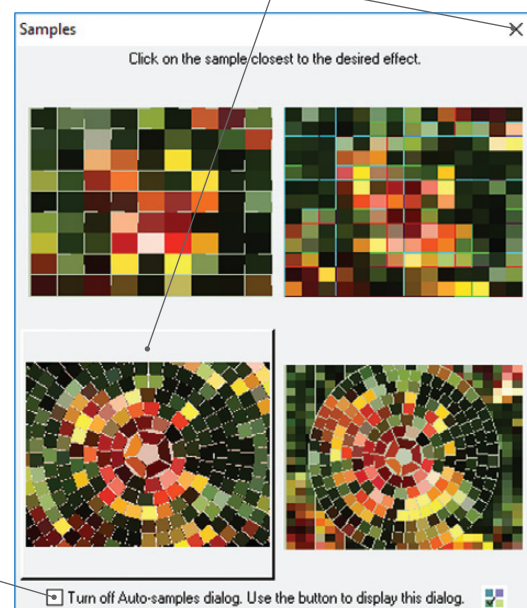 Samples
Click on the sample closest to the desired effect.
Turn off Auto-samples dialog. Use the button to display this dialog.